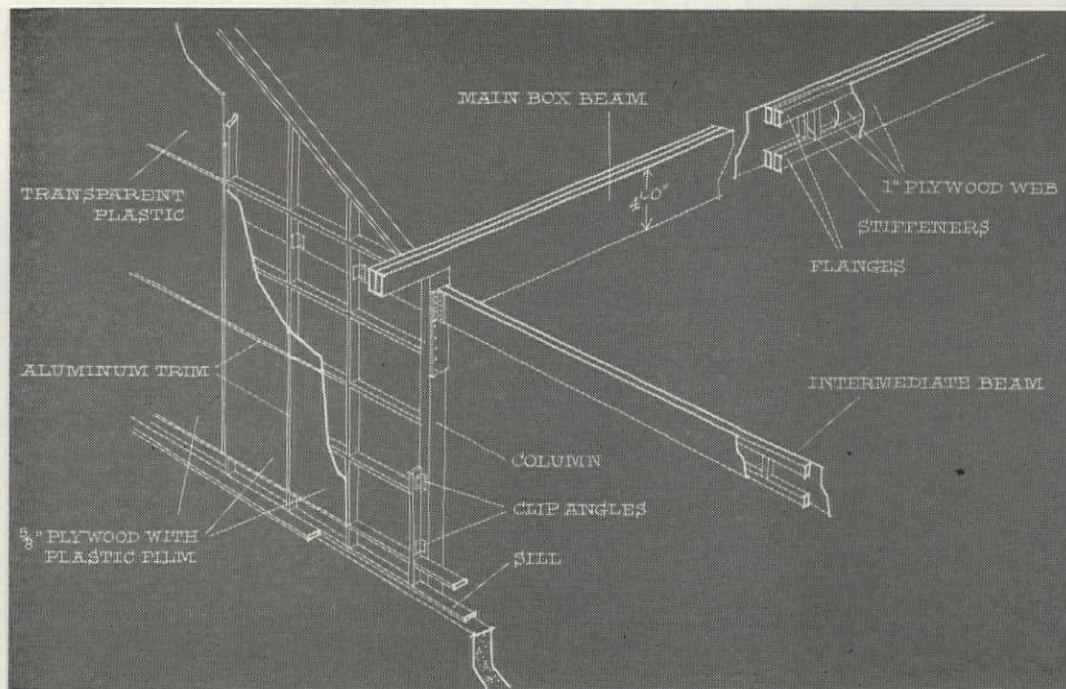 MAIN BOX BEAM
TRANSPARENT
PLASTIC
4'-0"
1" PLYWOOD WEB
STIFFENERS
FLANGES
ALUMINUM TRIM
INTERMEDIATE BEAM
COLUMN
CLIP ANGLES
5/8" PLYWOOD WITH
PLASTIC FILM
SILL